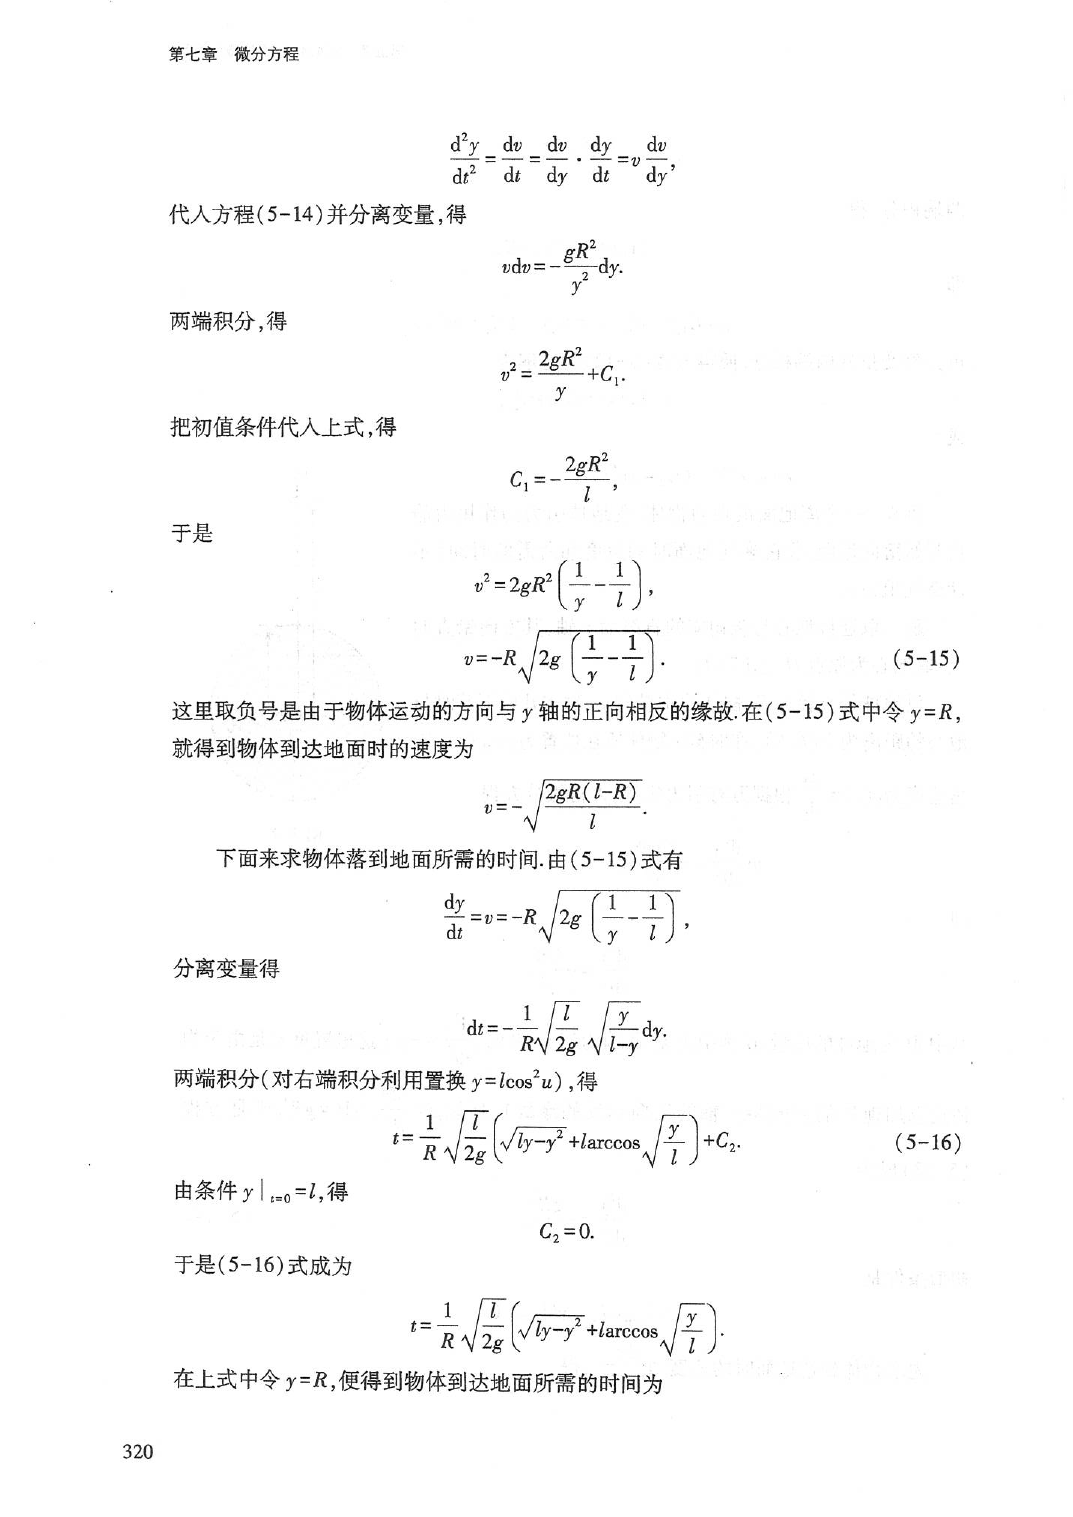 第七章 微分方程
d²y/dt² = dv/dt = dv/dy · dy/dt = v dv/dy,
代入方程(5-14)并分离变量,得
vdv = -gR²/y² dy.
两端积分,得
v² = 2gR²/y + C₁.
把初值条件代入上式,得
C₁ = -2gR²/l,
于是
v² = 2gR²(1/y - 1/l),
v = -R√(2g(1/y - 1/l)). (5-15)
这里取负号是由于物体运动的方向与 y 轴的正向相反的缘故.在(5-15)式中令 y=R,
就得到物体到达地面时的速度为
v = -√(2gR(l-R)/l).
下面来求物体落到地面所需的时间.由(5-15)式有
dy/dt = v = -R√(2g(1/y - 1/l)),
分离变量得
dt = -1/R √(l/2g) √(y/(l-y)) dy.
两端积分(对右端积分利用置换 y=lcos²u),得
t = 1/R √(l/2g) (√(ly-y²) + larccos√(y/l)) + C₂. (5-16)
由条件 y|ₜ₌₀ = l,得
C₂ = 0.
于是(5-16)式成为
t = 1/R √(l/2g) (√(ly-y²) + larccos√(y/l)).
在上式中令 y=R,便得到物体到达地面所需的时间为
320